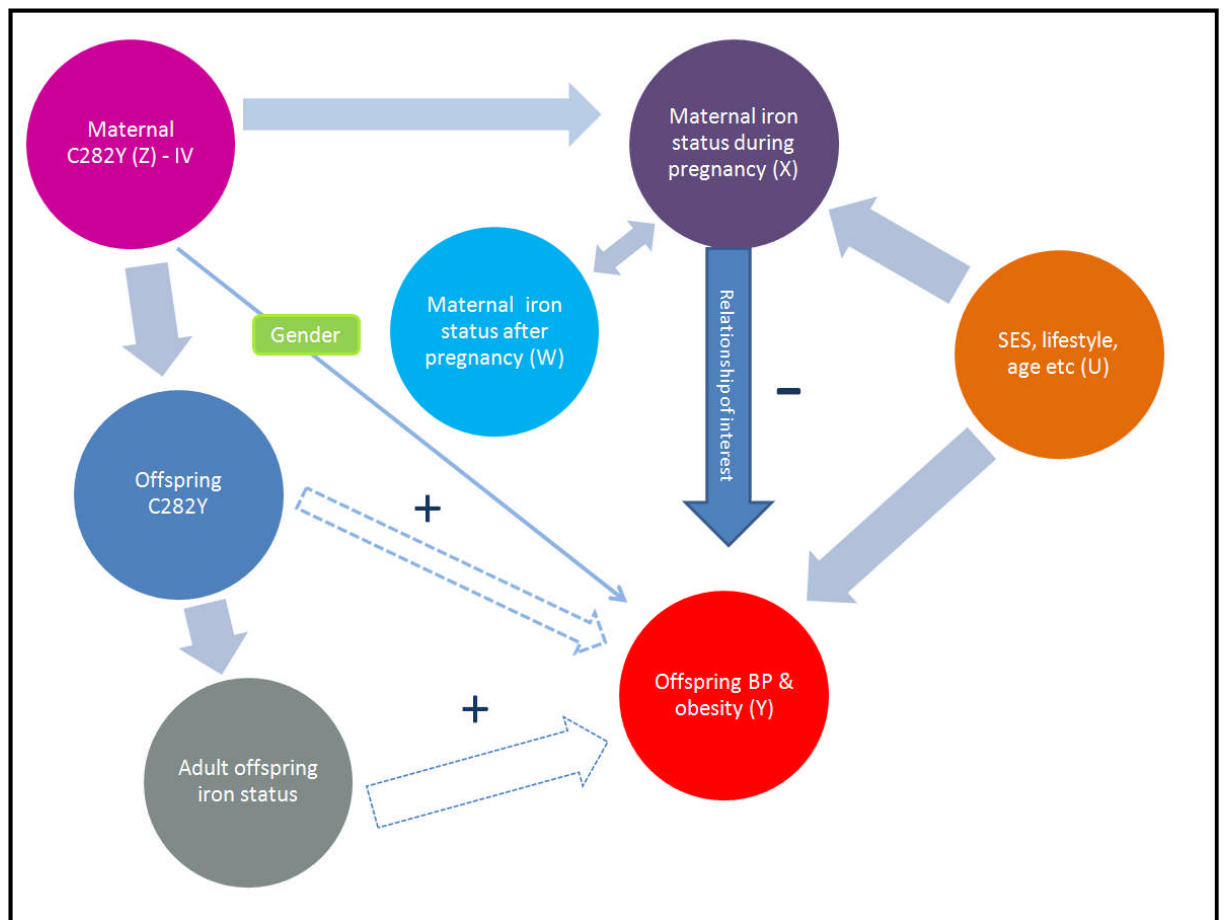 Maternal
C282Y (Z) - IV
Maternal iron
status during
pregnancy (X)
Gender
Maternal iron
status after
pregnancy (W)
Relationship of interest
–
SES, lifestyle,
age etc (U)
Offspring
C282Y
+
Offspring BP &
obesity (Y)
+
Adult offspring
iron status